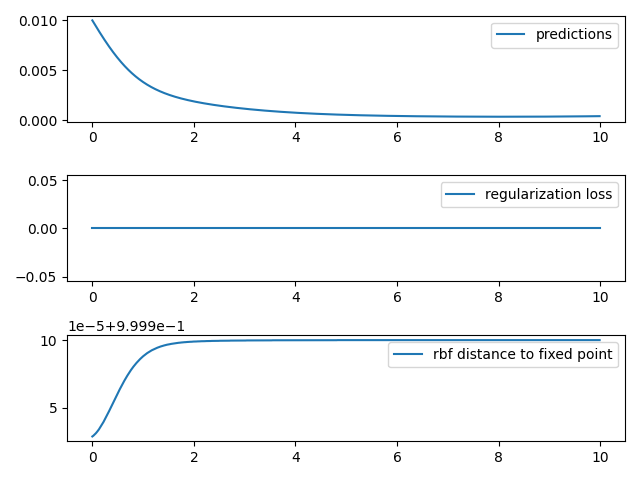 0.010
predictions
0.005
0.000
0 2 4 6 8 10
0.05
regularization loss
0.00
−0.05
0 2 4 6 8 10
1e−5+9.999e−1
10
rbf distance to fixed point
5
0 2 4 6 8 10